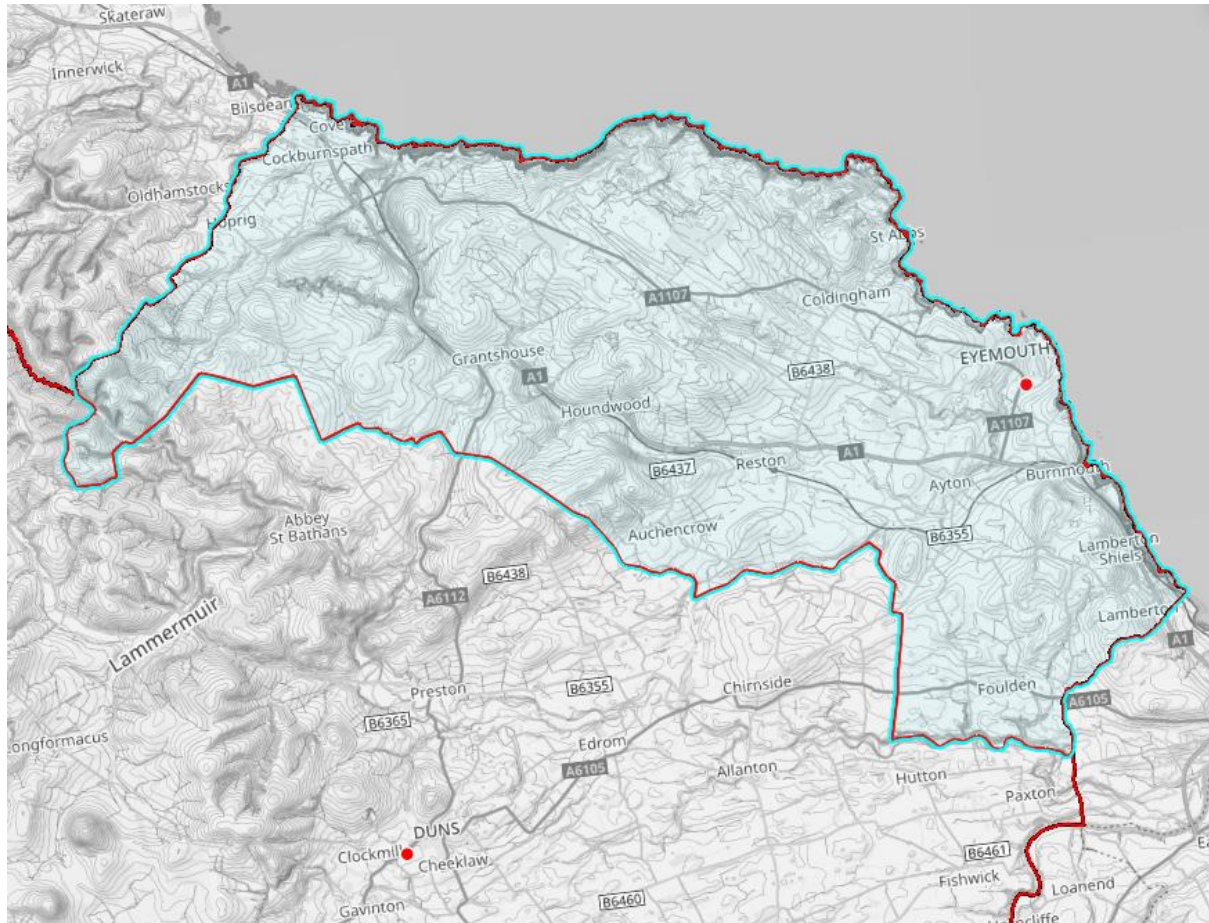 Skateraw
Innerwick
A1
Bilsdean
Cove
Cockburnspath
Oldhamstocks
Hoprig
St Abbs
A1107
Coldingham
Grantshouse
EYEMOUTH
A1
B6438
Houndwood
A1107
A1
B6437
Reston
Burnmouth
Ayton
Abbey
St Bathans
Auchencrow
B6355
Lamberton
Shiels
B6438
A6112
Lamberton
Lammermuir
A1
Preston
B6355
Chirnside
Foulden
A6105
B6365
Longformacus
Edrom
A6105
Allanton
Hutton
Paxton
DUNS
Clockmill
Cheeklaw
B6461
Fishwick
Loanend
Gavinton
B6460